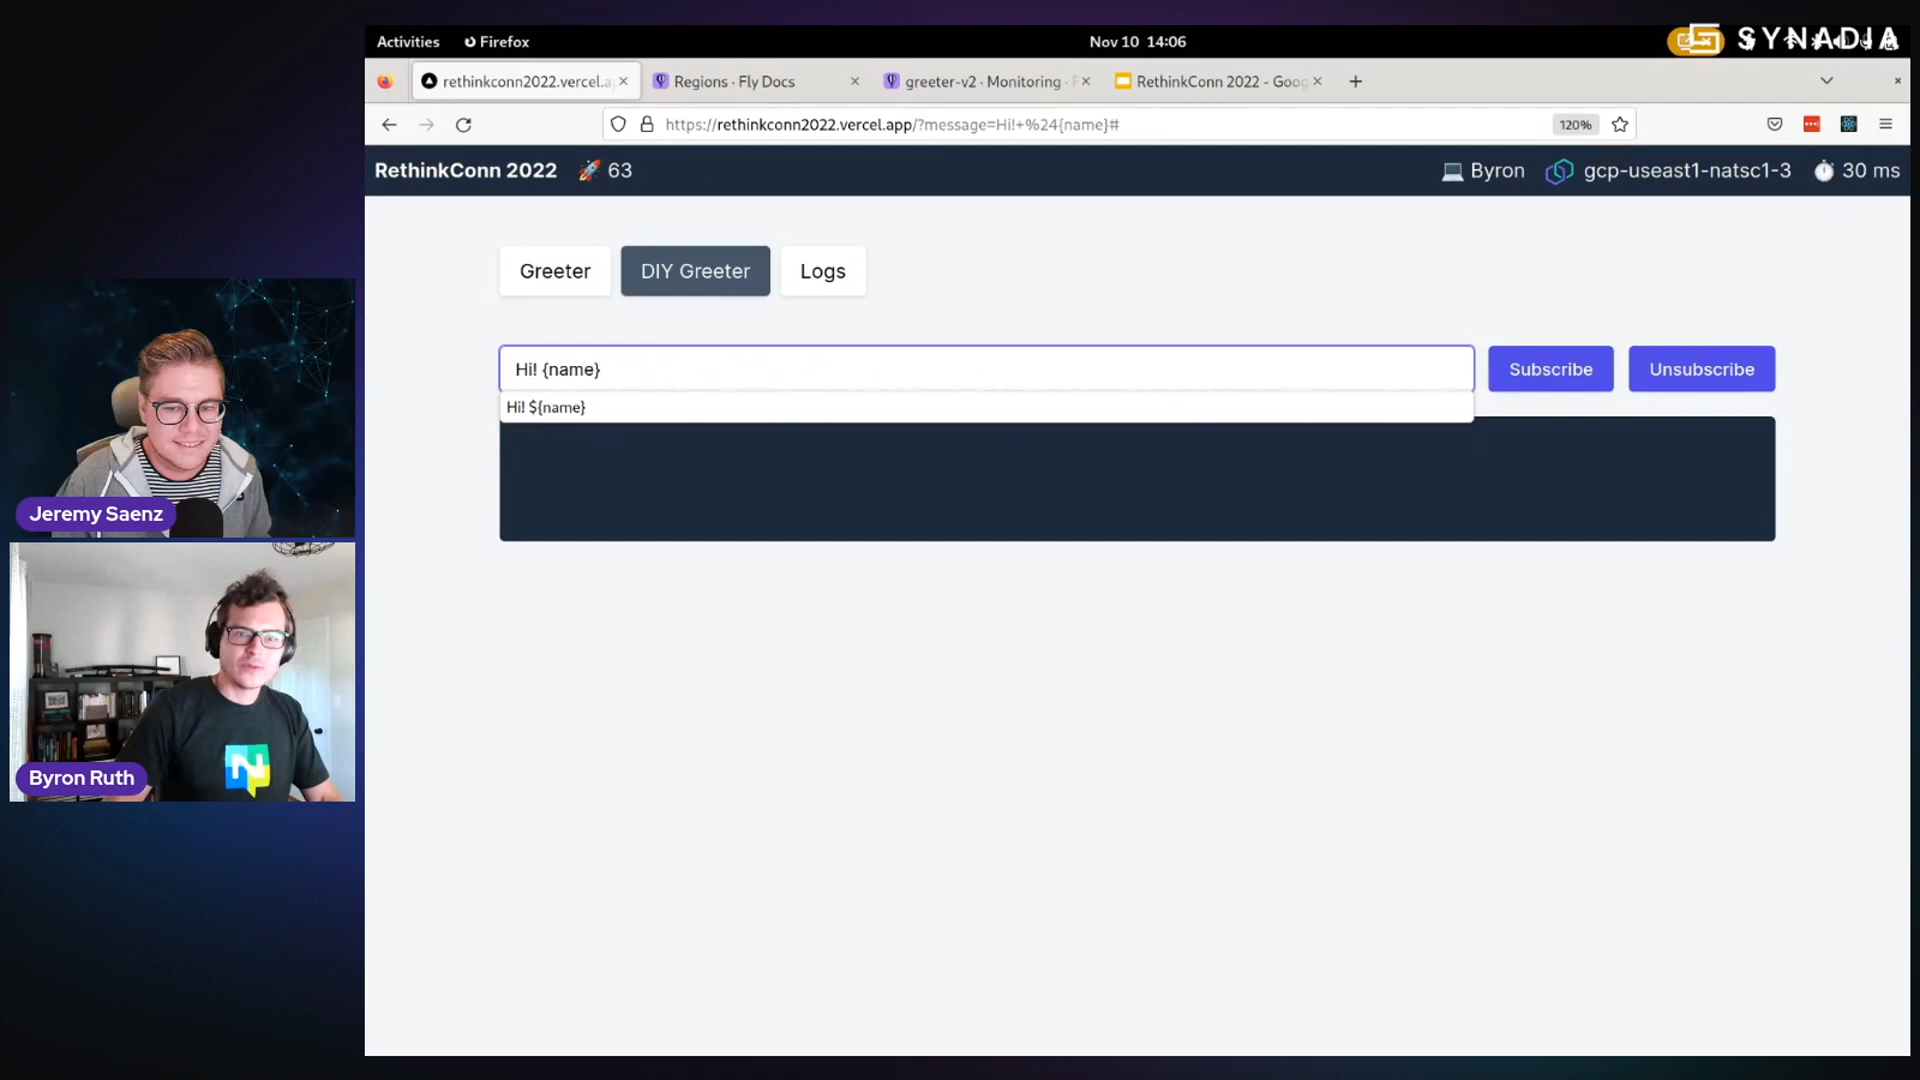 Activities
Firefox
Nov 10 14:06
SYNADIA
rethinkconn2022.vercel.a
Regions · Fly Docs
greeter-v2 · Monitoring ·
RethinkConn 2022 - Goog
https://rethinkconn2022.vercel.app/?message=Hi!+%24{name}#
120%
RethinkConn 2022
63
Byron
gcp-useast1-natsc1-3
30 ms
Greeter
DIY Greeter
Logs
Hi! {name}
Subscribe
Unsubscribe
Hi! ${name}
Jeremy Saenz
Byron Ruth
N